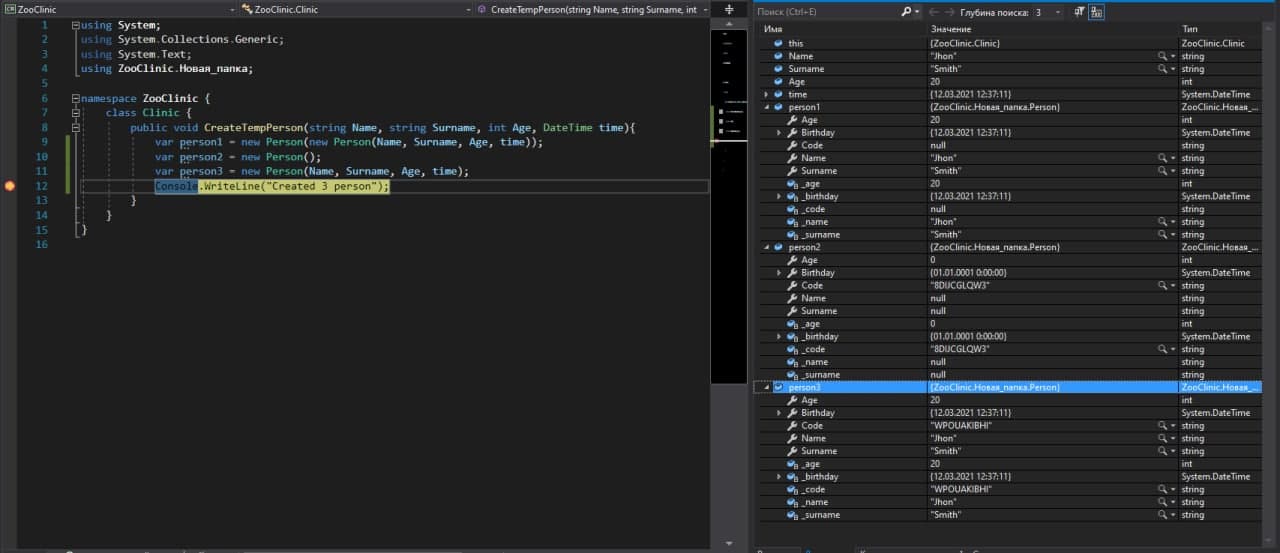 ZooClinic
ZooClinic.Clinic
CreateTempPerson(string Name, string Surname, int
1 using System;
2 using System.Collections.Generic;
3 using System.Text;
4 using ZooClinic.Новая_папка;
5
6 namespace ZooClinic {
7 class Clinic {
8 public void CreateTempPerson(string Name, string Surname, int Age, DateTime time){
9 var person1 = new Person(new Person(Name, Surname, Age, time));
10 var person2 = new Person();
11 var person3 = new Person(Name, Surname, Age, time);
12 Console.WriteLine("Created 3 person");
13 }
14 }
15 }
16
Поиск (Ctrl+E) Глубина поиска: 3
Имя Значение Тип
this {ZooClinic.Clinic} ZooClinic.Clinic
Name "Jhon" string
Surname "Smith" string
Age 20 int
time {12.03.2021 12:37:11} System.DateTime
person1 {ZooClinic.Новая_папка.Person} ZooClinic.Новая_...
Age 20 int
Birthday {12.03.2021 12:37:11} System.DateTime
Code null string
Name "Jhon" string
Surname "Smith" string
_age 20 int
_birthday {12.03.2021 12:37:11} System.DateTime
_code null string
_name "Jhon" string
_surname "Smith" string
person2 {ZooClinic.Новая_папка.Person} ZooClinic.Новая_...
Age 0 int
Birthday {01.01.0001 0:00:00} System.DateTime
Code "8DIJCGLQW3" string
Name null string
Surname null string
_age 0 int
_birthday {01.01.0001 0:00:00} System.DateTime
_code "8DIJCGLQW3" string
_name null string
_surname null string
person3 {ZooClinic.Новая_папка.Person} ZooClinic.Новая_...
Age 20 int
Birthday {12.03.2021 12:37:11} System.DateTime
Code "WPOUAKIBHI" string
Name "Jhon" string
Surname "Smith" string
_age 20 int
_birthday {12.03.2021 12:37:11} System.DateTime
_code "WPOUAKIBHI" string
_name "Jhon" string
_surname "Smith" string